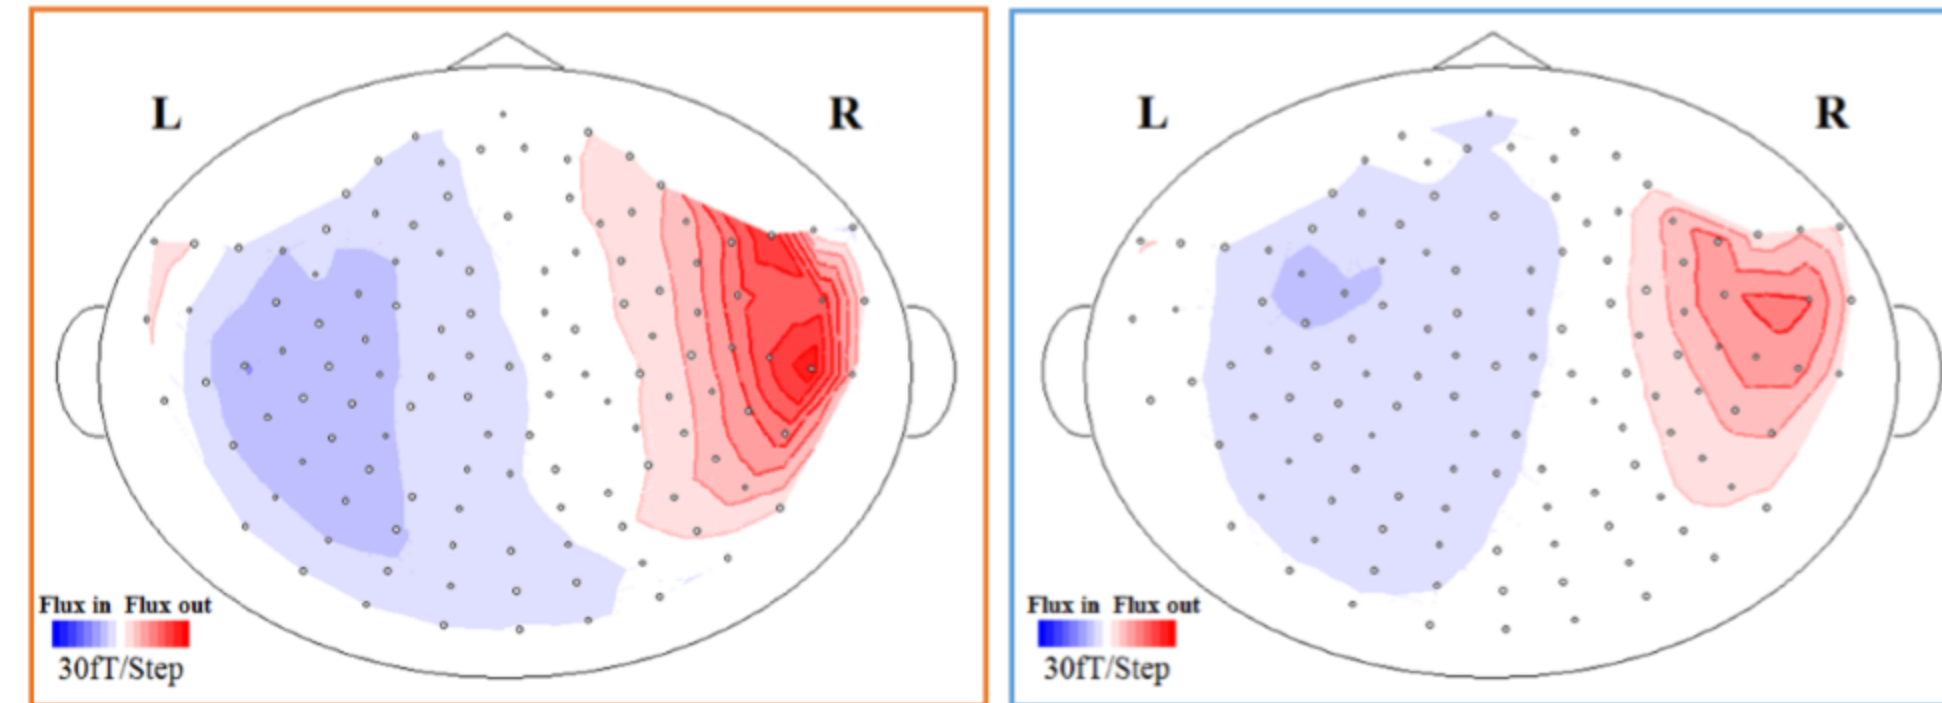 L
R
Flux in Flux out
30fT/Step
L
R
Flux in Flux out
30fT/Step